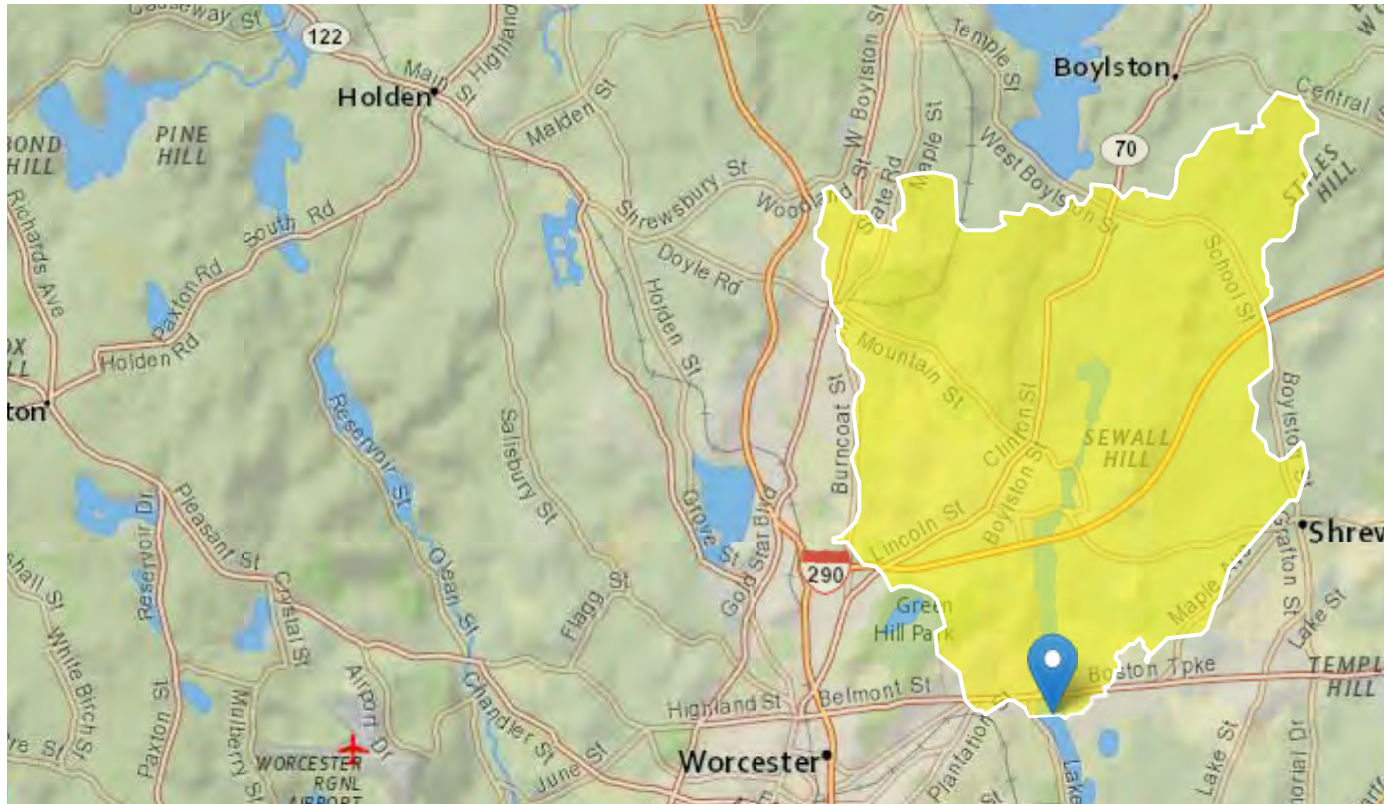 Causeway St
122
Highland
Main St
Holden
Malden St
Temple St
Boylston
W Boylston St
Maple St
Central
70
POND
HILL
PINE
HILL
West Boylston St
STILES
HILL
Woodland St
State Rd
Shrewsbury St
South Rd
Richards Ave
Doyle Rd
School St
Paxton Rd
Holden Rd
Holden St
ton
Mountain St
Burncoat St
Boylston St
Reservoir St
Salisbury St
Clinton St
SEWALL
HILL
Boylston St
Grove St
Gold Star Blvd
Lincoln St
Shrew
Reservoir Dr
Pleasant St
Olean St
Grafton St
290
Crystal St
Flagg St
Green
Hill Park
Maple Ave
Lake St
White Birch St
Airport Dr
Boston Tpke
TEMPL
HILL
Paxton St
Mulberry St
Chandler St
Highland St
Belmont St
Plantation St
WORCESTER
RGNL
AIRPORT
June St
Worcester
Lake
Lake St